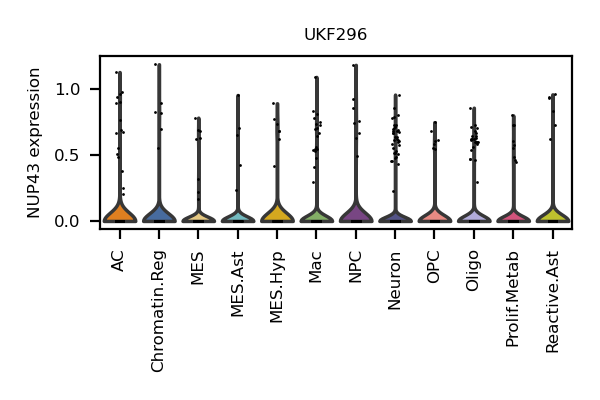 UKF296
NUP43 expression
1.0
0.5
0.0
AC
Chromatin.Reg
MES
MES.Ast
MES.Hyp
Mac
NPC
Neuron
OPC
Oligo
Prolif.Metab
Reactive.Ast